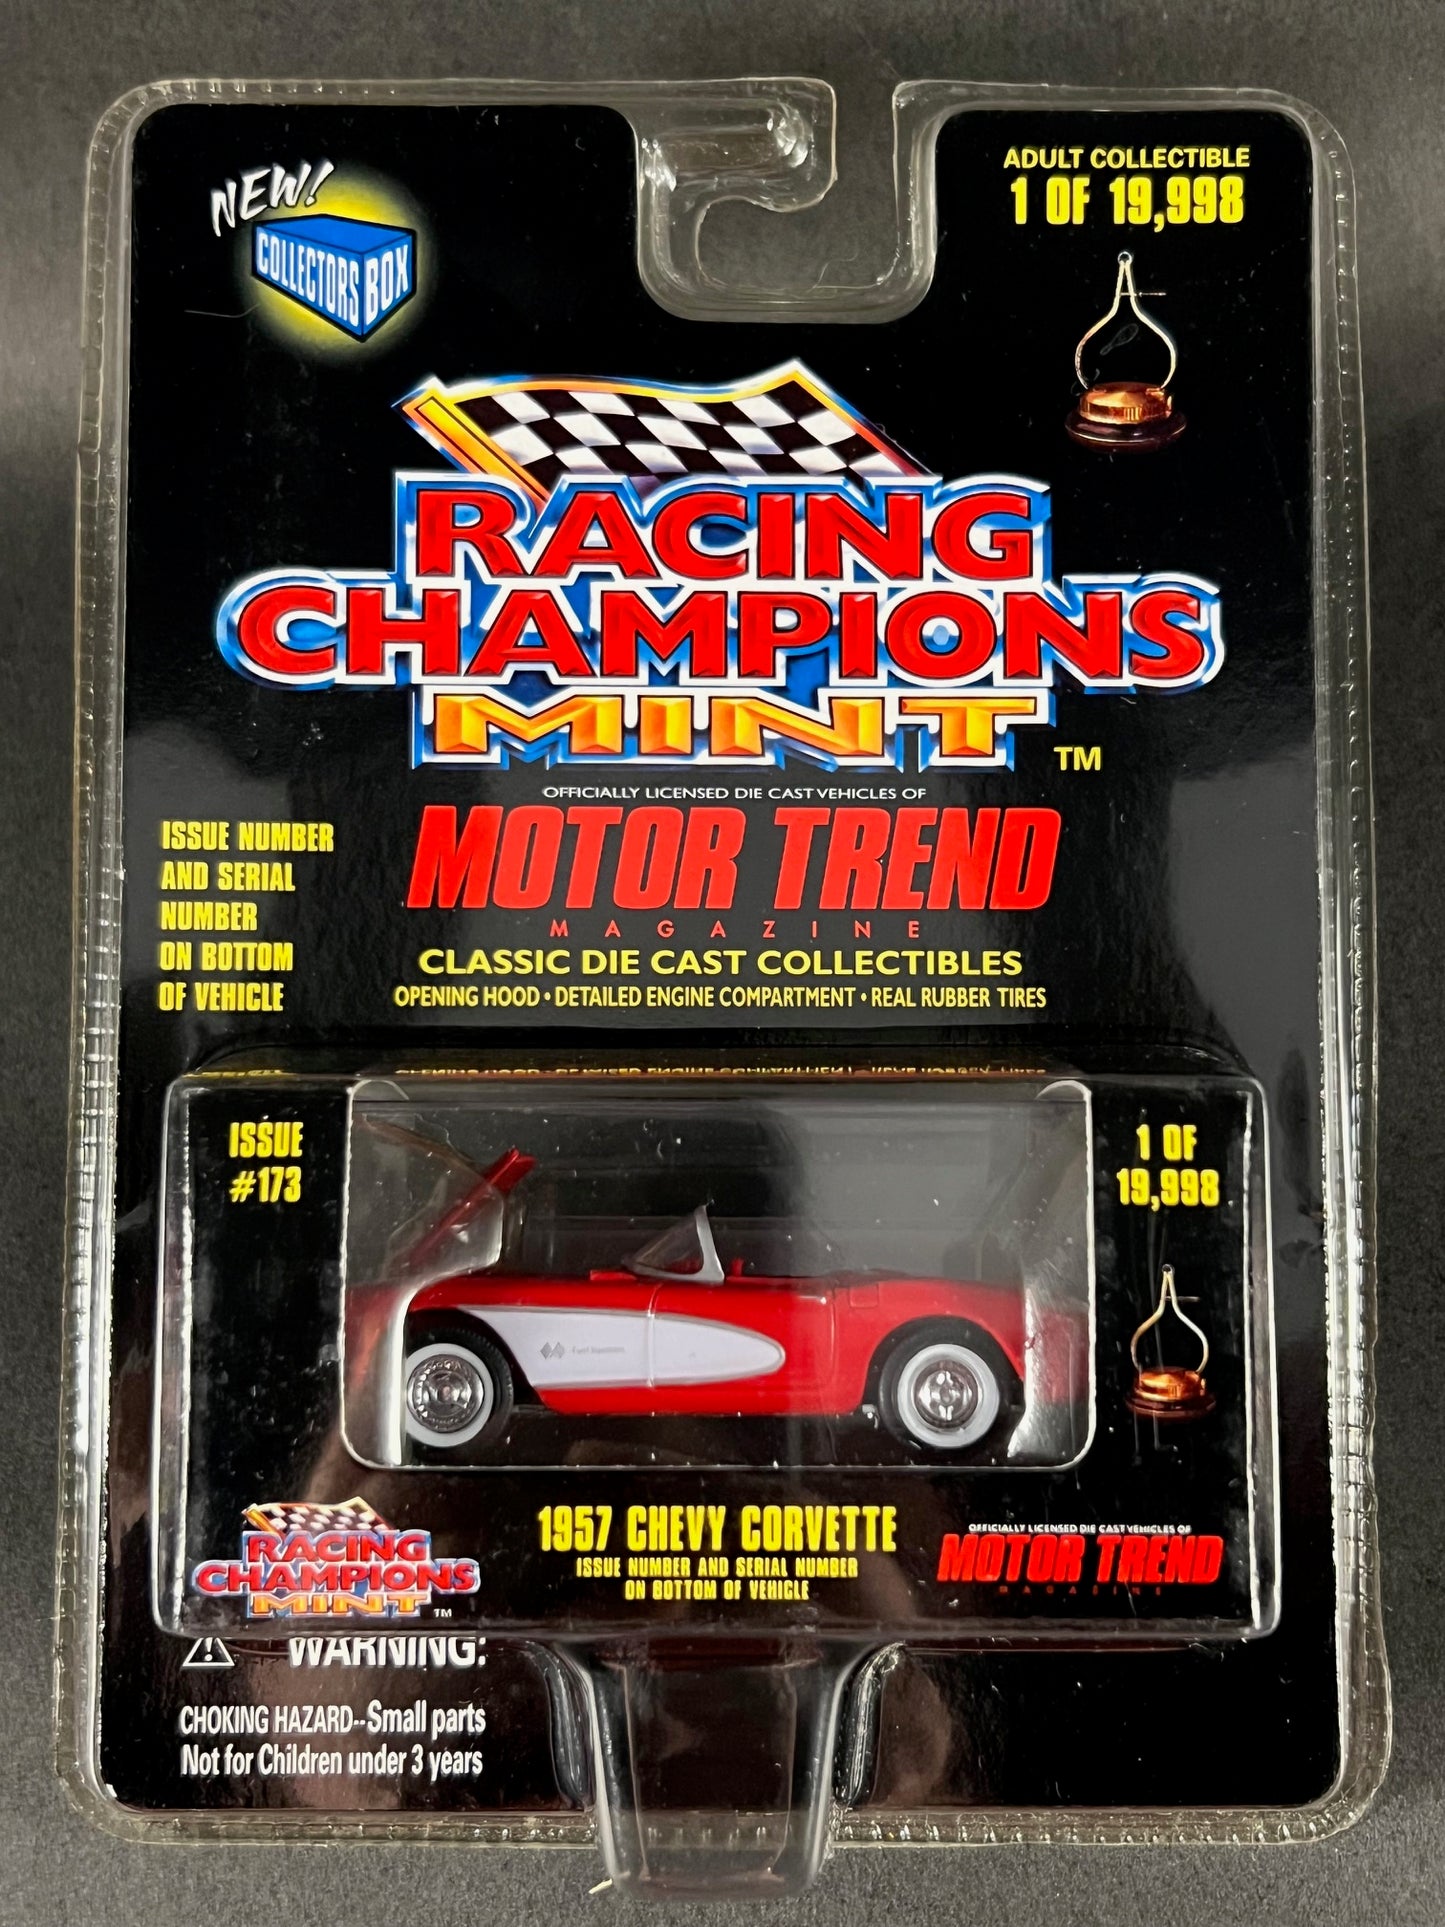 NEW!
COLLECTORS BOX
ADULT COLLECTIBLE
1 OF 19,998
RACING
CHAMPIONS
MINT
TM
OFFICIALLY LICENSED DIE CAST VEHICLES OF
MOTOR TREND
MAGAZINE
CLASSIC DIE CAST COLLECTIBLES
OPENING HOOD • DETAILED ENGINE COMPARTMENT • REAL RUBBER TIRES
ISSUE NUMBER
AND SERIAL
NUMBER
ON BOTTOM
OF VEHICLE
ISSUE
#173
1 OF
19,998
Fuel Injection
RACING
CHAMPIONS
MINT
TM
1957 CHEVY CORVETTE
ISSUE NUMBER AND SERIAL NUMBER
ON BOTTOM OF VEHICLE
OFFICIALLY LICENSED DIE CAST VEHICLES OF
MOTOR TREND
MAGAZINE
WARNING:
CHOKING HAZARD--Small parts
Not for Children under 3 years